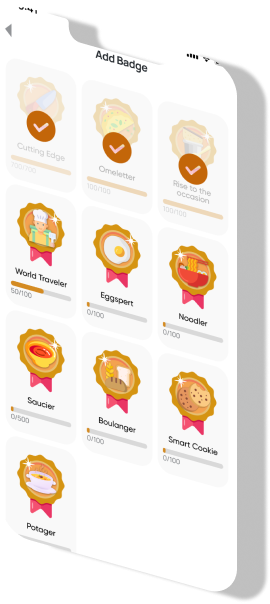 9:41
Add Badge
Cutting Edge
100/100
Omeletter
100/100
Rise to the
occasion
100/100
World Traveler
50/100
Eggspert
0/100
Noodler
0/100
Saucier
0/500
Boulanger
0/100
Smart Cookie
0/100
Potager